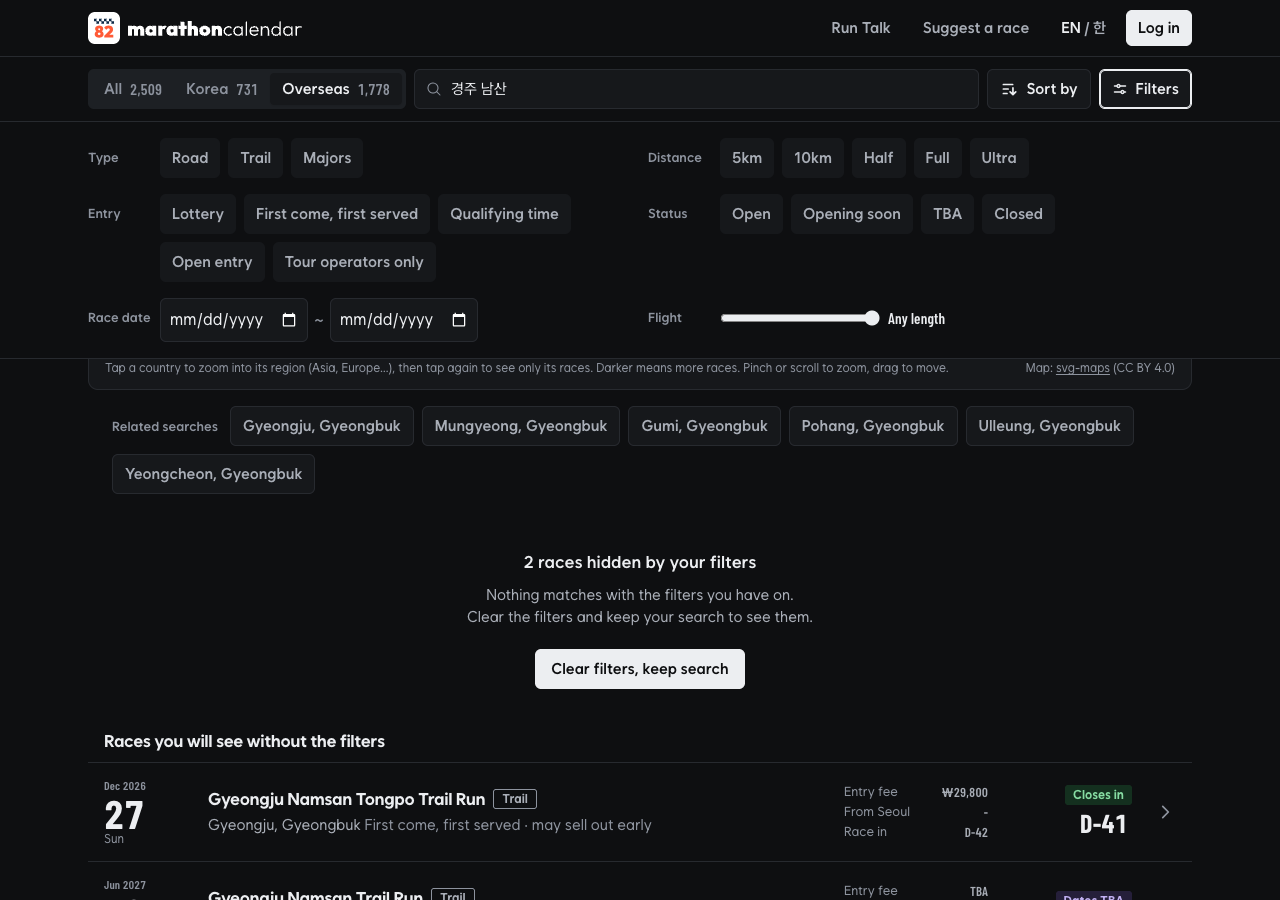 82 marathoncalendar Run Talk Suggest a race EN / 한 Log in
All 2,509 Korea 731 Overseas 1,778 경주 남산 Sort by Filters
Type Road Trail Majors Distance 5km 10km Half Full Ultra
Entry Lottery First come, first served Qualifying time Status Open Opening soon TBA Closed
Open entry Tour operators only
Race date mm/dd/yyyy ~ mm/dd/yyyy Flight Any length
Tap a country to zoom into its region (Asia, Europe...), then tap again to see only its races. Darker means more races. Pinch or scroll to zoom, drag to move. Map: svg-maps (CC BY 4.0)
Related searches Gyeongju, Gyeongbuk Mungyeong, Gyeongbuk Gumi, Gyeongbuk Pohang, Gyeongbuk Ulleung, Gyeongbuk
Yeongcheon, Gyeongbuk
2 races hidden by your filters
Nothing matches with the filters you have on.
Clear the filters and keep your search to see them.
Clear filters, keep search
Races you will see without the filters
Dec 2026
27
Sun
Gyeongju Namsan Tongpo Trail Run Trail
Gyeongju, Gyeongbuk First come, first served · may sell out early
Entry fee ₩29,800
From Seoul -
Race in D-42
Closes in
D-41
Jun 2027
Gyeongju Namsan Trail Run Trail
Entry fee TBA
Dates TBA